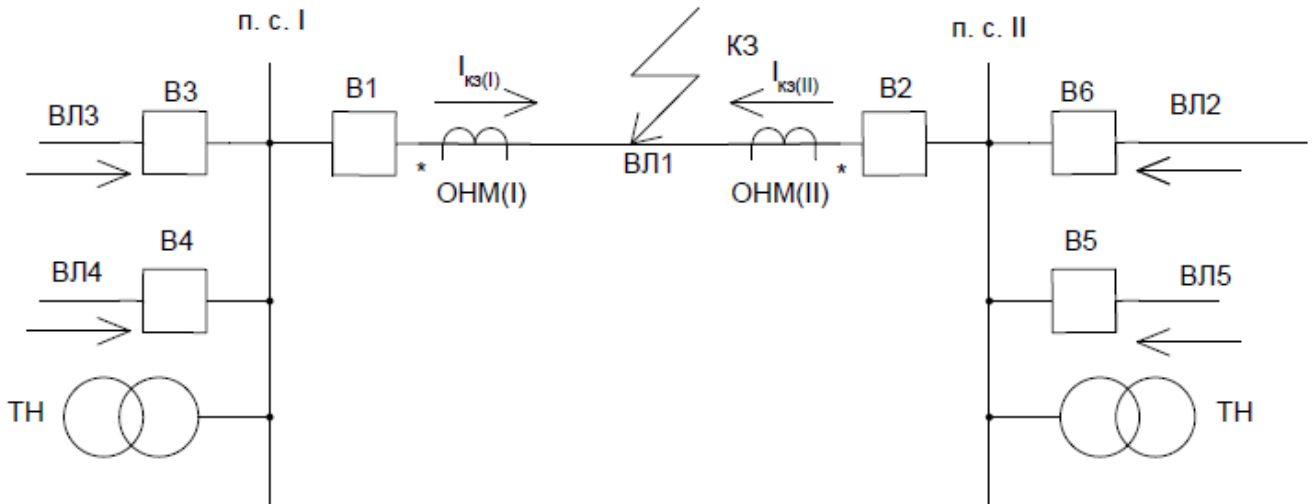 п. с. I
п. с. II
КЗ
Iкз(I)
Iкз(II)
В3
В1
В2
В6
ВЛ3
ВЛ2
*
ОНМ(I)
ВЛ1
ОНМ(II)
*
В4
В5
ВЛ4
ВЛ5
ТН
ТН